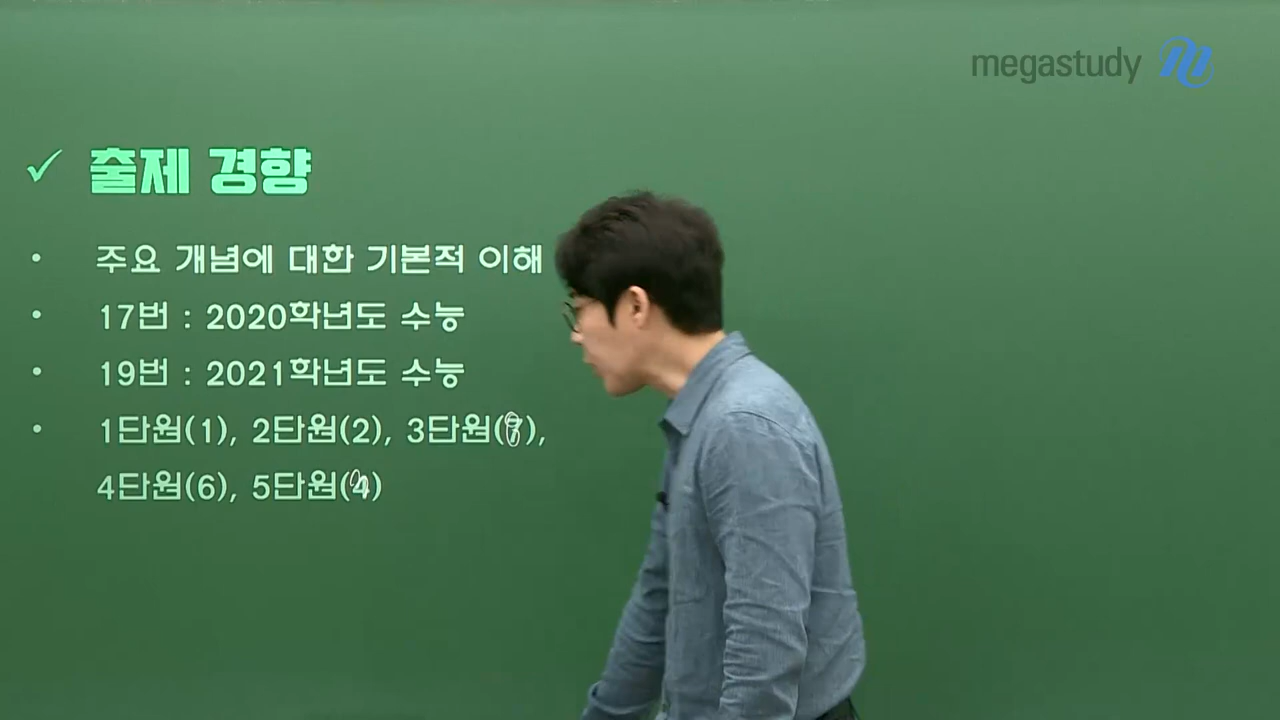 megastudy
출제 경향
주요 개념에 대한 기본적 이해
17번 : 2020학년도 수능
19번 : 2021학년도 수능
1단원(1), 2단원(2), 3단원(7),
4단원(6), 5단원(4)